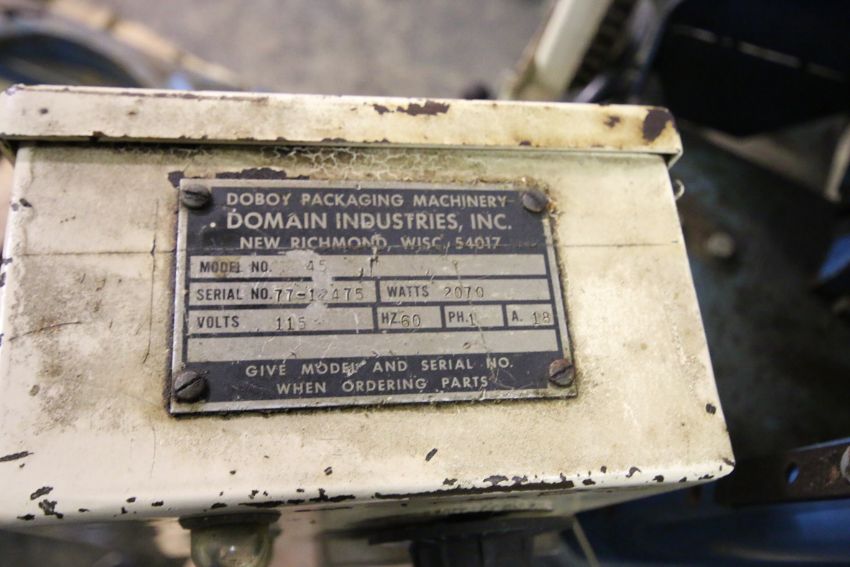 DOBOY PACKAGING MACHINERY
DOMAIN INDUSTRIES, INC.
NEW RICHMOND, WISC. 54017
MODEL NO. 45
SERIAL NO. 77-12475 WATTS 2070
VOLTS 115 HZ 60 PH. 1 A. 18
GIVE MODEL AND SERIAL NO.
WHEN ORDERING PARTS